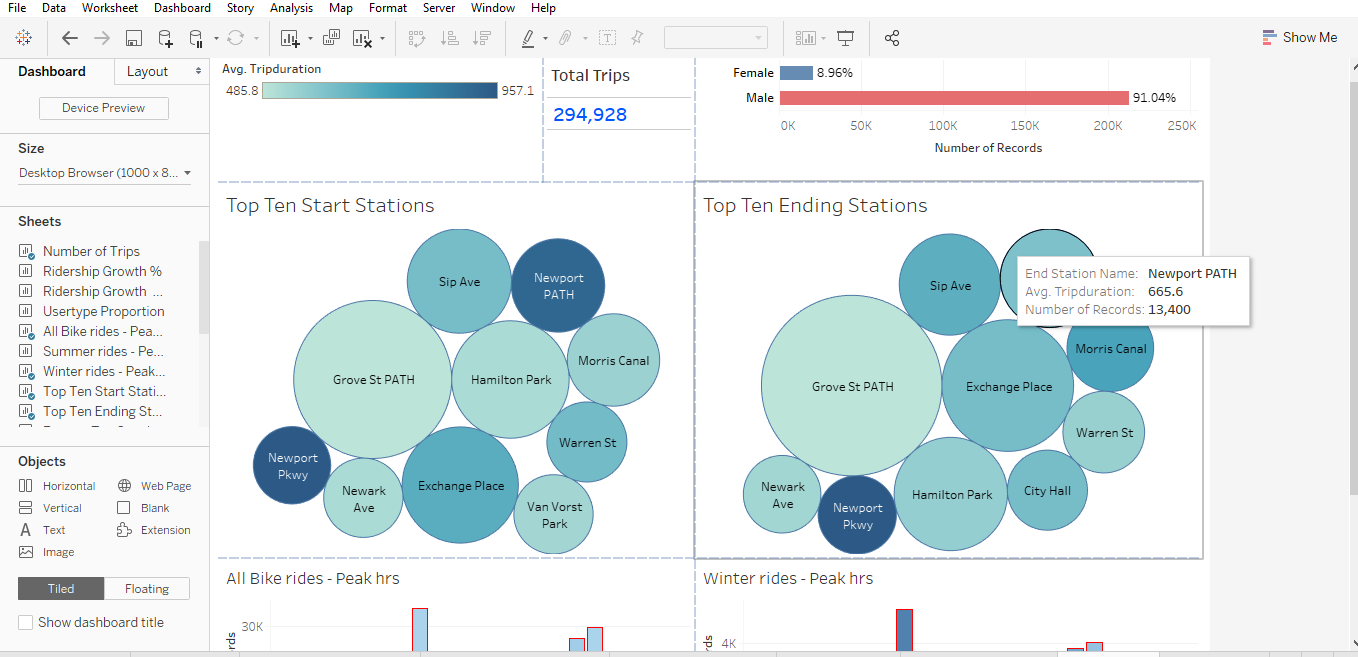 File Data Worksheet Dashboard Story Analysis Map Format Server Window Help
Show Me
Dashboard Layout
Device Preview
Size
Desktop Browser (1000 x 8...
Sheets
Number of Trips
Ridership Growth %
Ridership Growth ...
Usertype Proportion
All Bike rides - Pea...
Summer rides - Pe...
Winter rides - Peak...
Top Ten Start Stati...
Top Ten Ending St...
Objects
Horizontal Web Page
Vertical Blank
Text Extension
Image
Tiled Floating
Show dashboard title
Avg. Tripduration
485.8 957.1
Total Trips
294,928
Female 8.96%
Male 91.04%
0K 50K 100K 150K 200K 250K
Number of Records
Top Ten Start Stations
Sip Ave
Newport
PATH
Morris Canal
Grove St PATH
Hamilton Park
Warren St
Newport
Pkwy
Newark
Ave
Exchange Place
Van Vorst
Park
Top Ten Ending Stations
Sip Ave
End Station Name: Newport PATH
Avg. Tripduration: 665.6
Number of Records: 13,400
Morris Canal
Grove St PATH
Exchange Place
Warren St
Newark
Ave
Newport
Pkwy
Hamilton Park
City Hall
All Bike rides - Peak hrs
30K
Winter rides - Peak hrs
4K